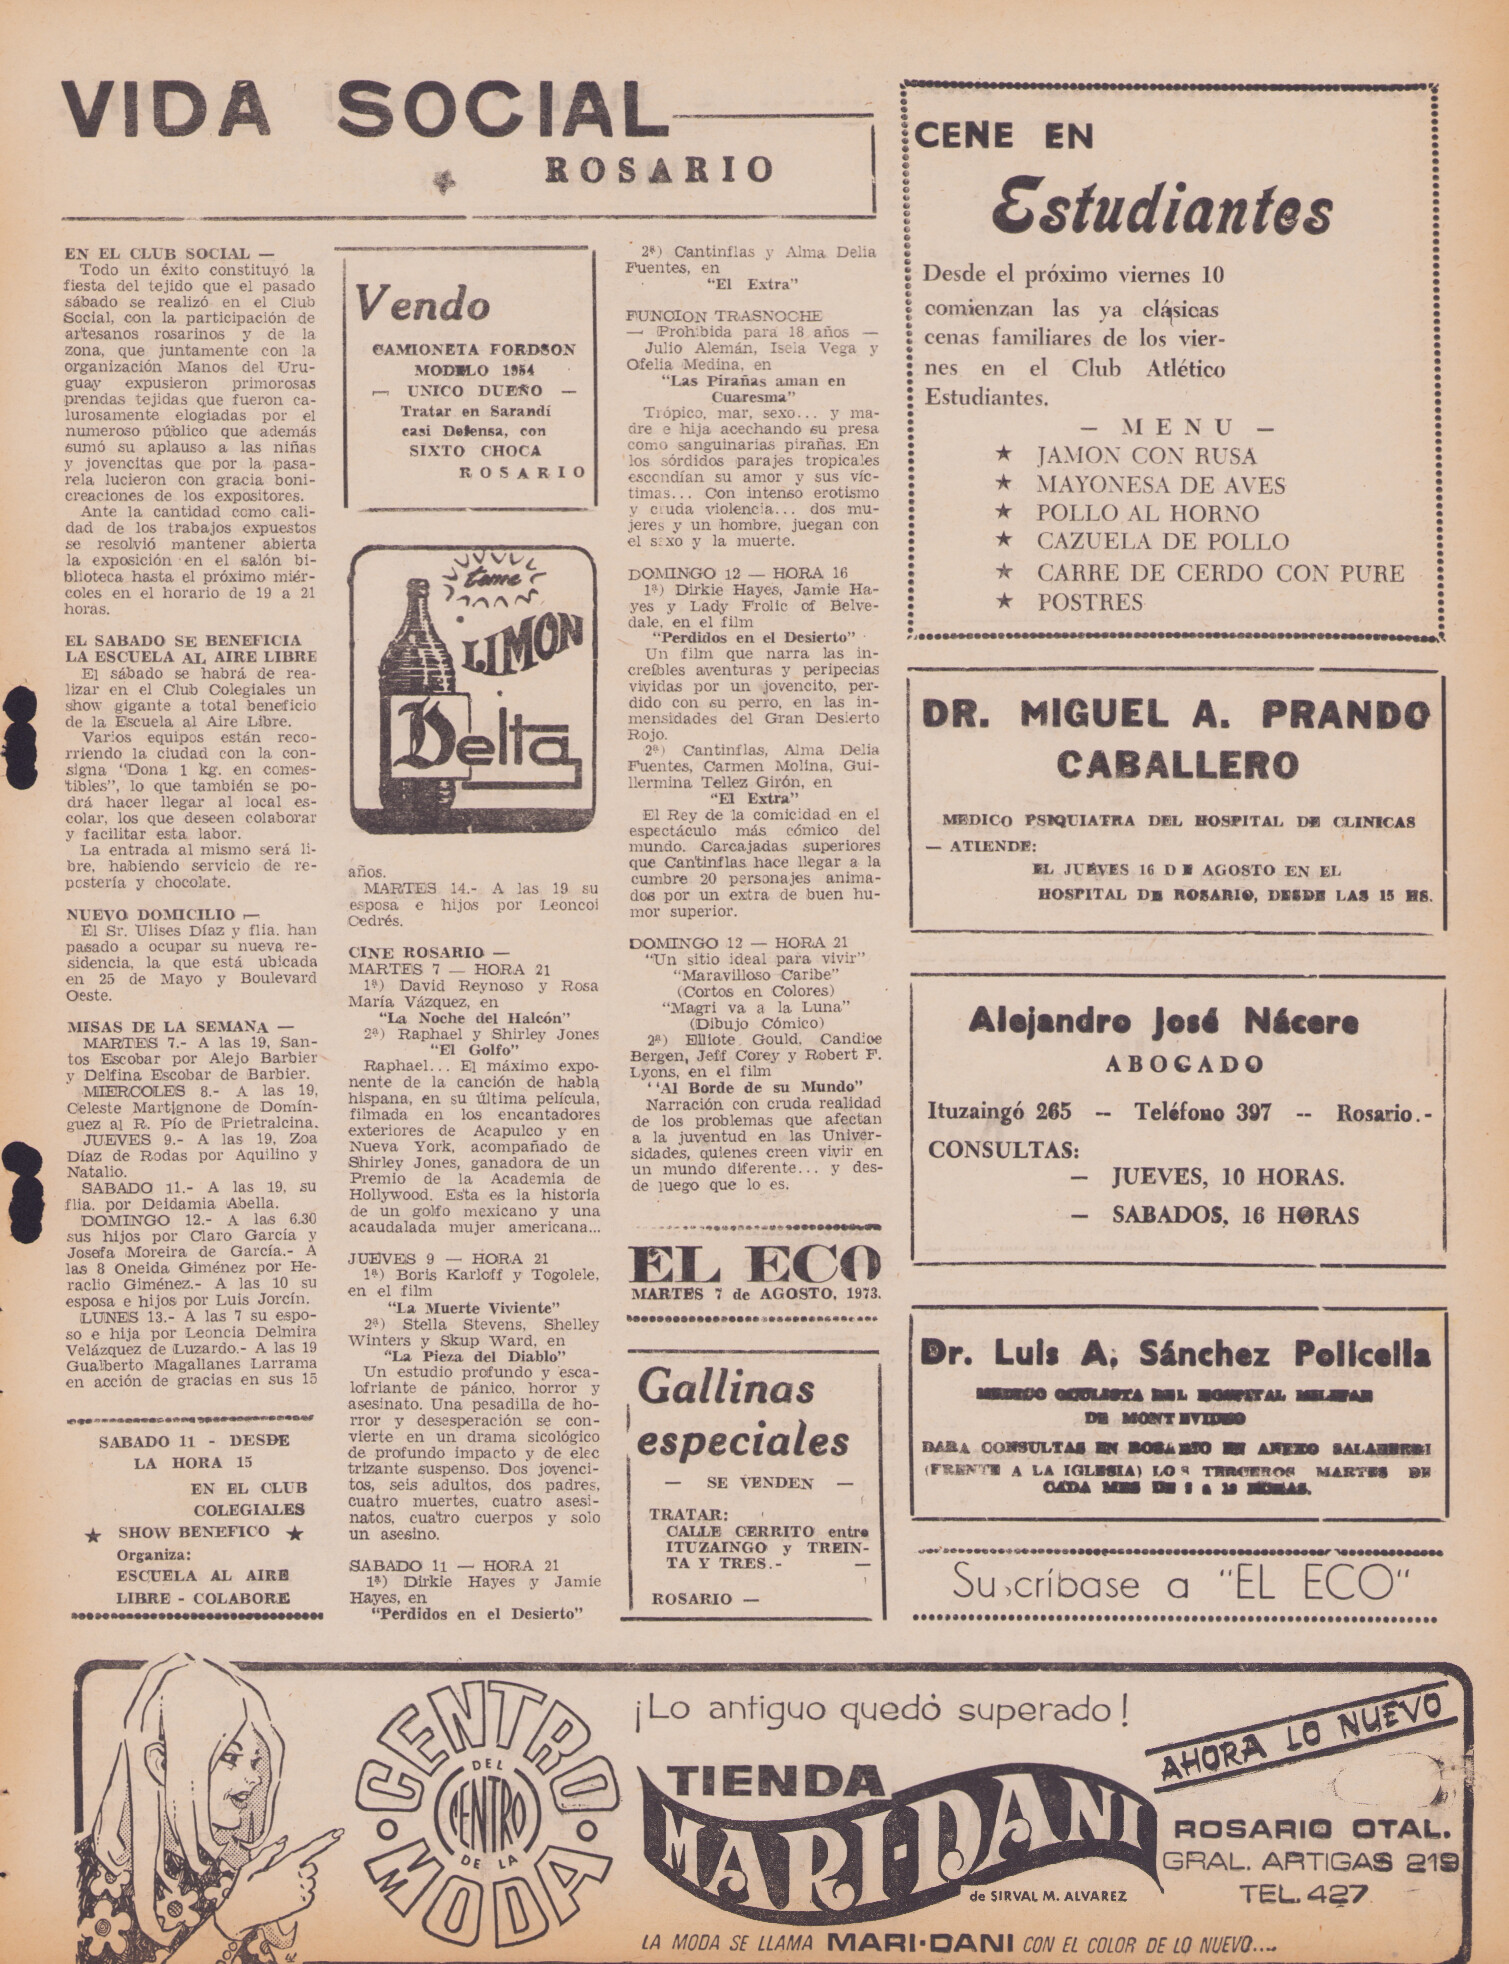 VIDA SOCIAL
ROSARIO
EN EL CLUB SOCIAL —
Todo un éxito constituyó la
fiesta del tejido que el pasado
sábado se realizó en el Club
Social, con la participación de
artesanos rosarinos y de la
zona, que juntamente con la
organización Manos del Uru-
guay expusieron primorosas
prendas tejidas que fueron ca-
lurosamente elogiadas por el
numeroso público que además
sumó su aplauso a las niñas
y jovencitas que por la pasa-
rela lucieron con gracia boni-
creaciones de los expositores.
Ante la cantidad como cali-
dad de los trabajos expuestos
se resolvió mantener abierta
la exposición en el salón bi-
blioteca hasta el próximo miér-
coles en el horario de 19 a 21
horas.
EL SABADO SE BENEFICIA
LA ESCUELA AL AIRE LIBRE
El sábado se habrá de rea-
lizar en el Club Colegiales un
show gigante a total beneficio
de la Escuela al Aire Libre.
Varios equipos están reco-
rriendo la ciudad con la con-
signa "Dona 1 kg. en comes-
tibles", lo que también se po-
drá hacer llegar al local es-
colar, los que deseen colaborar
y facilitar esta labor.
La entrada al mismo será li-
bre, habiendo servicio de re-
postería y chocolate.
NUEVO DOMICILIO —
El Sr. Ulises Díaz y flia. han
pasado a ocupar su nueva re-
sidencia, la que está ubicada
en 25 de Mayo y Boulevard
Oeste.
MISAS DE LA SEMANA —
MARTES 7.- A las 19, San-
tos Escobar por Alejo Barbier
y Delfina Escobar de Barbier.
MIERCOLES 8.- A las 19,
Celeste Martignone de Domín-
guez al R. Pío de Prietralcina.
JUEVES 9.- A las 19, Zoa
Díaz de Rodas por Aquilino y
Natalio.
SABADO 11.- A las 19, su
flia. por Deidamia Abella.
DOMINGO 12.- A las 6.30
sus hijos por Claro García y
Josefa Moreira de García.- A
las 8 Oneida Giménez por He-
raclio Giménez.- A las 10 su
esposa e hijos por Luis Jorcín.
LUNES 13.- A las 7 su espo-
so e hija por Leoncia Delmira
Velázquez de Luzardo.- A las 19
Gualberto Magallanes Larrama
en acción de gracias en sus 15
SABADO 11 - DESDE
LA HORA 15
EN EL CLUB
COLEGIALES
★ SHOW BENEFICO ★
Organiza:
ESCUELA AL AIRE
LIBRE - COLABORE
Vendo
CAMIONETA FORDSON
MODELO 1954
— UNICO DUEÑO —
Tratar en Sarandí
casi Defensa, con
SIXTO CHOCA
ROSARIO
tome
LIMON
Delta
años.
MARTES 14.- A las 19 su
esposa e hijos por Leoncoi
Cedrés.
CINE ROSARIO —
MARTES 7 — HORA 21
1ª) David Reynoso y Rosa
María Vázquez, en
"La Noche del Halcón"
2ª) Raphael y Shirley Jones
"El Golfo"
Raphael... El máximo expo-
nente de la canción de habla
hispana, en su última película,
filmada en los encantadores
exteriores de Acapulco y en
Nueva York, acompañado de
Shirley Jones, ganadora de un
Premio de la Academia de
Hollywood. Esta es la historia
de un golfo mexicano y una
acaudalada mujer americana...
JUEVES 9 — HORA 21
1ª) Boris Karloff y Togolele,
en el film
"La Muerte Viviente"
2ª) Stella Stevens, Shelley
Winters y Skup Ward, en
"La Pieza del Diablo"
Un estudio profundo y esca-
lofriante de pánico, horror y
asesinato. Una pesadilla de ho-
rror y desesperación se con-
vierte en un drama sicológico
de profundo impacto y de elec
trizante suspenso. Dos jovenci-
tos, seis adultos, dos padres,
cuatro muertes, cuatro asesi-
natos, cuatro cuerpos y solo
un asesino.
SABADO 11 — HORA 21
1ª) Dirkie Hayes y Jamie
Hayes, en
"Perdidos en el Desierto"
2ª) Cantinflas y Alma Delia
Fuentes, en
"El Extra"
FUNCION TRASNOCHE
— Prohibida para 18 años —
Julio Alemán, Isela Vega y
Ofelia Medina, en
"Las Pirañas aman en
Cuaresma"
Trópico, mar, sexo... y ma-
dre e hija acechando su presa
como sanguinarias pirañas. En
los sórdidos parajes tropicales
escondían su amor y sus víc-
timas... Con intenso erotismo
y cruda violencia... dos mu-
jeres y un hombre, juegan con
el sexo y la muerte.
DOMINGO 12 — HORA 16
1ª) Dirkie Hayes, Jamie Ha-
yes y Lady Frolic of Belve-
dale, en el film
"Perdidos en el Desierto"
Un film que narra las in-
creíbles aventuras y peripecias
vividas por un jovencito, per-
dido con su perro, en las in-
mensidades del Gran Desierto
Rojo.
2ª) Cantinflas, Alma Delia
Fuentes, Carmen Molina, Gui-
llermina Tellez Girón, en
"El Extra"
El Rey de la comicidad en el
espectáculo más cómico del
mundo. Carcajadas superiores
que Cantinflas hace llegar a la
cumbre 20 personajes anima-
dos por un extra de buen hu-
mor superior.
DOMINGO 12 — HORA 21
"Un sitio ideal para vivir"
"Maravilloso Caribe"
(Cortos en Colores)
"Magri va a la Luna"
(Dibujo Cómico)
2ª) Elliote Gould, Candice
Bergen, Jeff Corey y Robert F.
Lyons, en el film
"Al Borde de su Mundo"
Narración con cruda realidad
de los problemas que afectan
a la juventud en las Univer-
sidades, quienes creen vivir en
un mundo diferente... y des-
de luego que lo es.
EL ECO
MARTES 7 de AGOSTO, 1973.
Gallinas
especiales
— SE VENDEN —
TRATAR:
CALLE CERRITO entre
ITUZAINGO y TREIN-
TA Y TRES.- —
ROSARIO —
CENE EN
Estudiantes
Desde el próximo viernes 10
comienzan las ya clásicas
cenas familiares de los vier-
nes en el Club Atlético
Estudiantes.
— MENU —
★ JAMON CON RUSA
★ MAYONESA DE AVES
★ POLLO AL HORNO
★ CAZUELA DE POLLO
★ CARRE DE CERDO CON PURE
★ POSTRES
DR. MIGUEL A. PRANDO
CABALLERO
MEDICO PSIQUIATRA DEL HOSPITAL DE CLINICAS
— ATIENDE:
EL JUEVES 16 DE AGOSTO EN EL
HOSPITAL DE ROSARIO, DESDE LAS 15 HS.
Alejandro José Nácere
ABOGADO
Ituzaingó 265 — Teléfono 397 — Rosario.-
CONSULTAS:
— JUEVES, 10 HORAS.
— SABADOS, 16 HORAS
Dr. Luis A. Sánchez Policella
MEDICO OCULISTA DEL HOSPITAL MILITAR
DE MONTEVIDEO
DARA CONSULTAS EN ROSARIO EN ANEXO SALABERRI
(FRENTE A LA IGLESIA) LOS TERCEROS MARTES DE
CADA MES DE A HORAS.
Suscríbase a "EL ECO"
CENTRO MODA
DEL
CENTRO
DE LA
¡Lo antiguo quedó superado!
AHORA LO NUEVO
TIENDA
MARI-DANI
de SIRVAL M. ALVAREZ
ROSARIO OTAL.
GRAL. ARTIGAS 219
TEL. 427
LA MODA SE LLAMA MARI-DANI CON EL COLOR DE LO NUEVO....